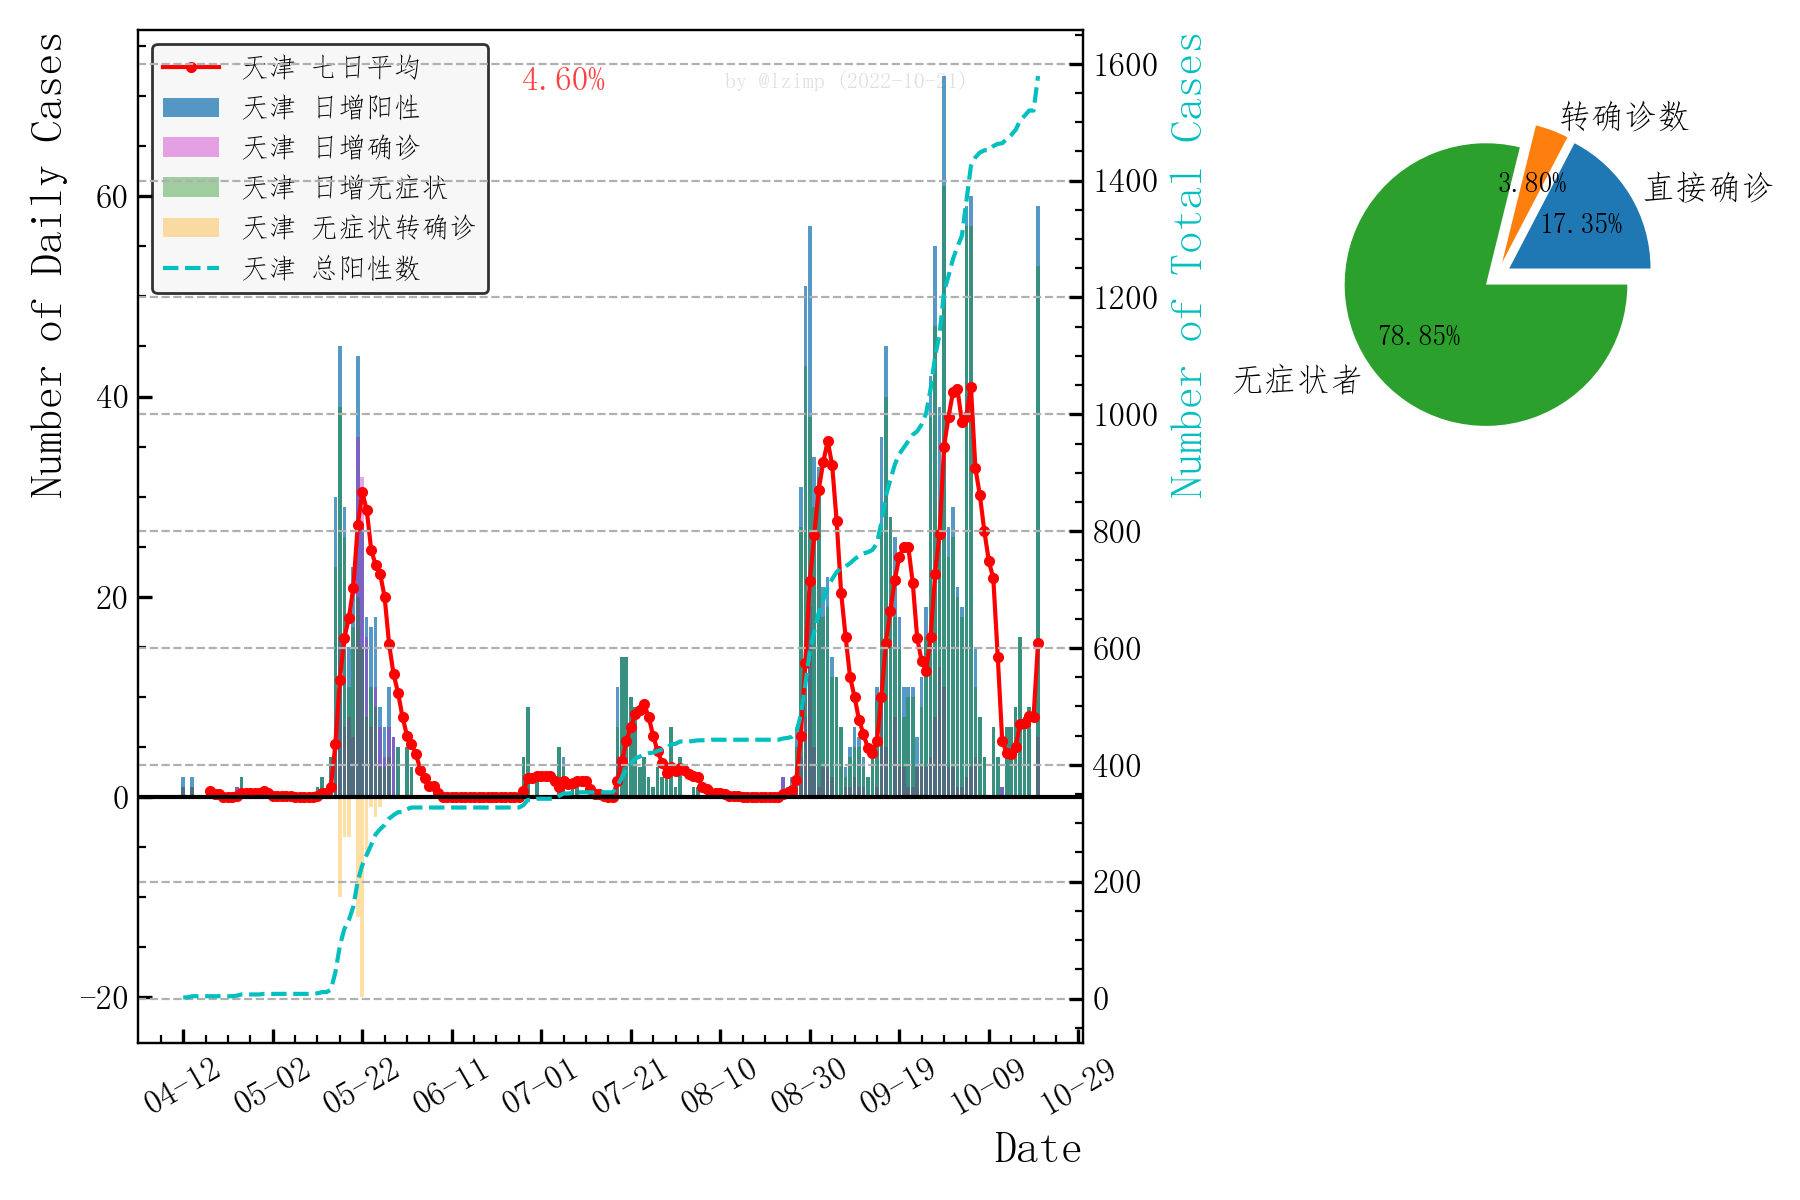 Number of Daily Cases
天津 七日平均
天津 日增阳性
天津 日增确诊
天津 日增无症状
天津 无症状转确诊
天津 总阳性数
4.60%
by @lzimp (2022-10-21)
60
40
20
0
−20
1600
1400
1200
1000
800
600
400
200
0
Number of Total Cases
04−12
05−02
05−22
06−11
07−01
07−21
08−10
08−30
09−19
10−09
10−29
Date
转确诊数
3.80%
直接确诊
17.35%
78.85%
无症状者